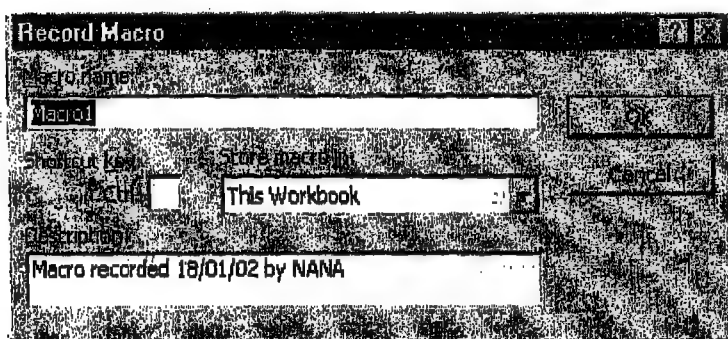 Record Macro
Macro name:
Macro1
OK
Shortcut key:
Store macro in:
Cancel
Ctrl+
This Workbook
Description:
Macro recorded 18/01/02 by NANA